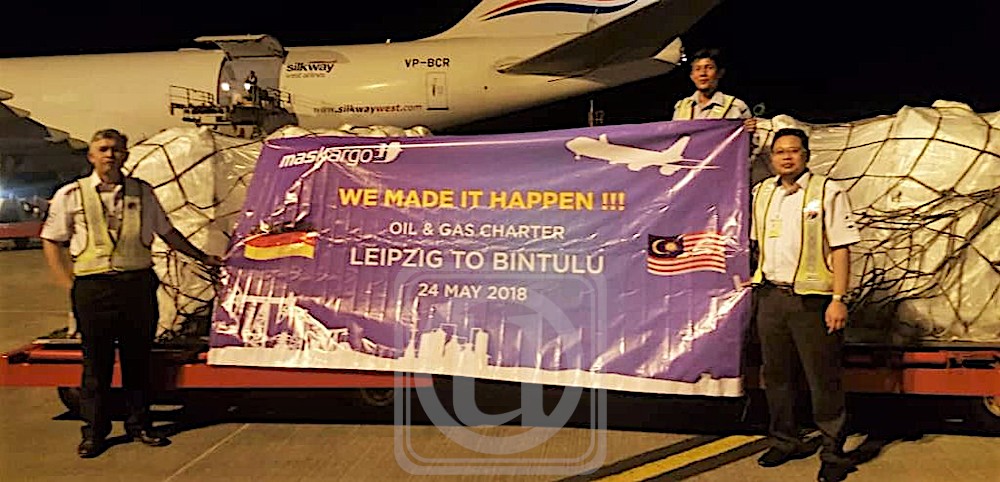 silkway
west airlines
VP-BCR
www.silkwaywest.com
maskargo
WE MADE IT HAPPEN !!!
OIL & GAS CHARTER
LEIPZIG TO BINTULU
24 MAY 2018